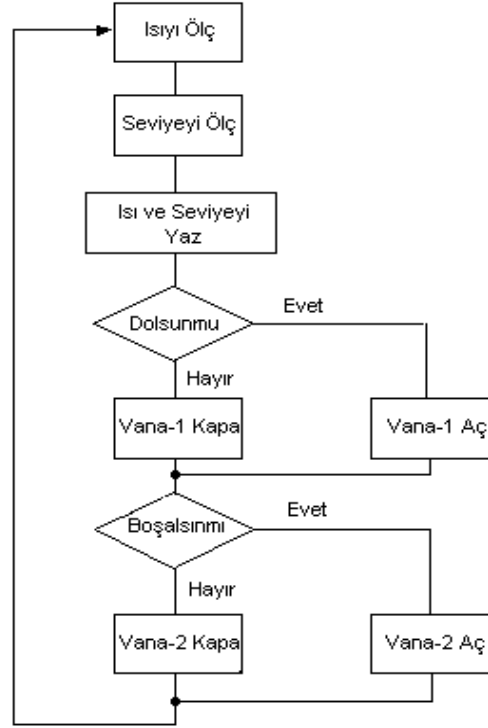 Isıyı Ölç
Seviyeyi Ölç
Isı ve Seviyeyi
Yaz
Dolsunmu
Evet
Hayır
Vana-1 Kapa
Vana-1 Aç
Boşalsınmı
Evet
Hayır
Vana-2 Kapa
Vana-2 Aç